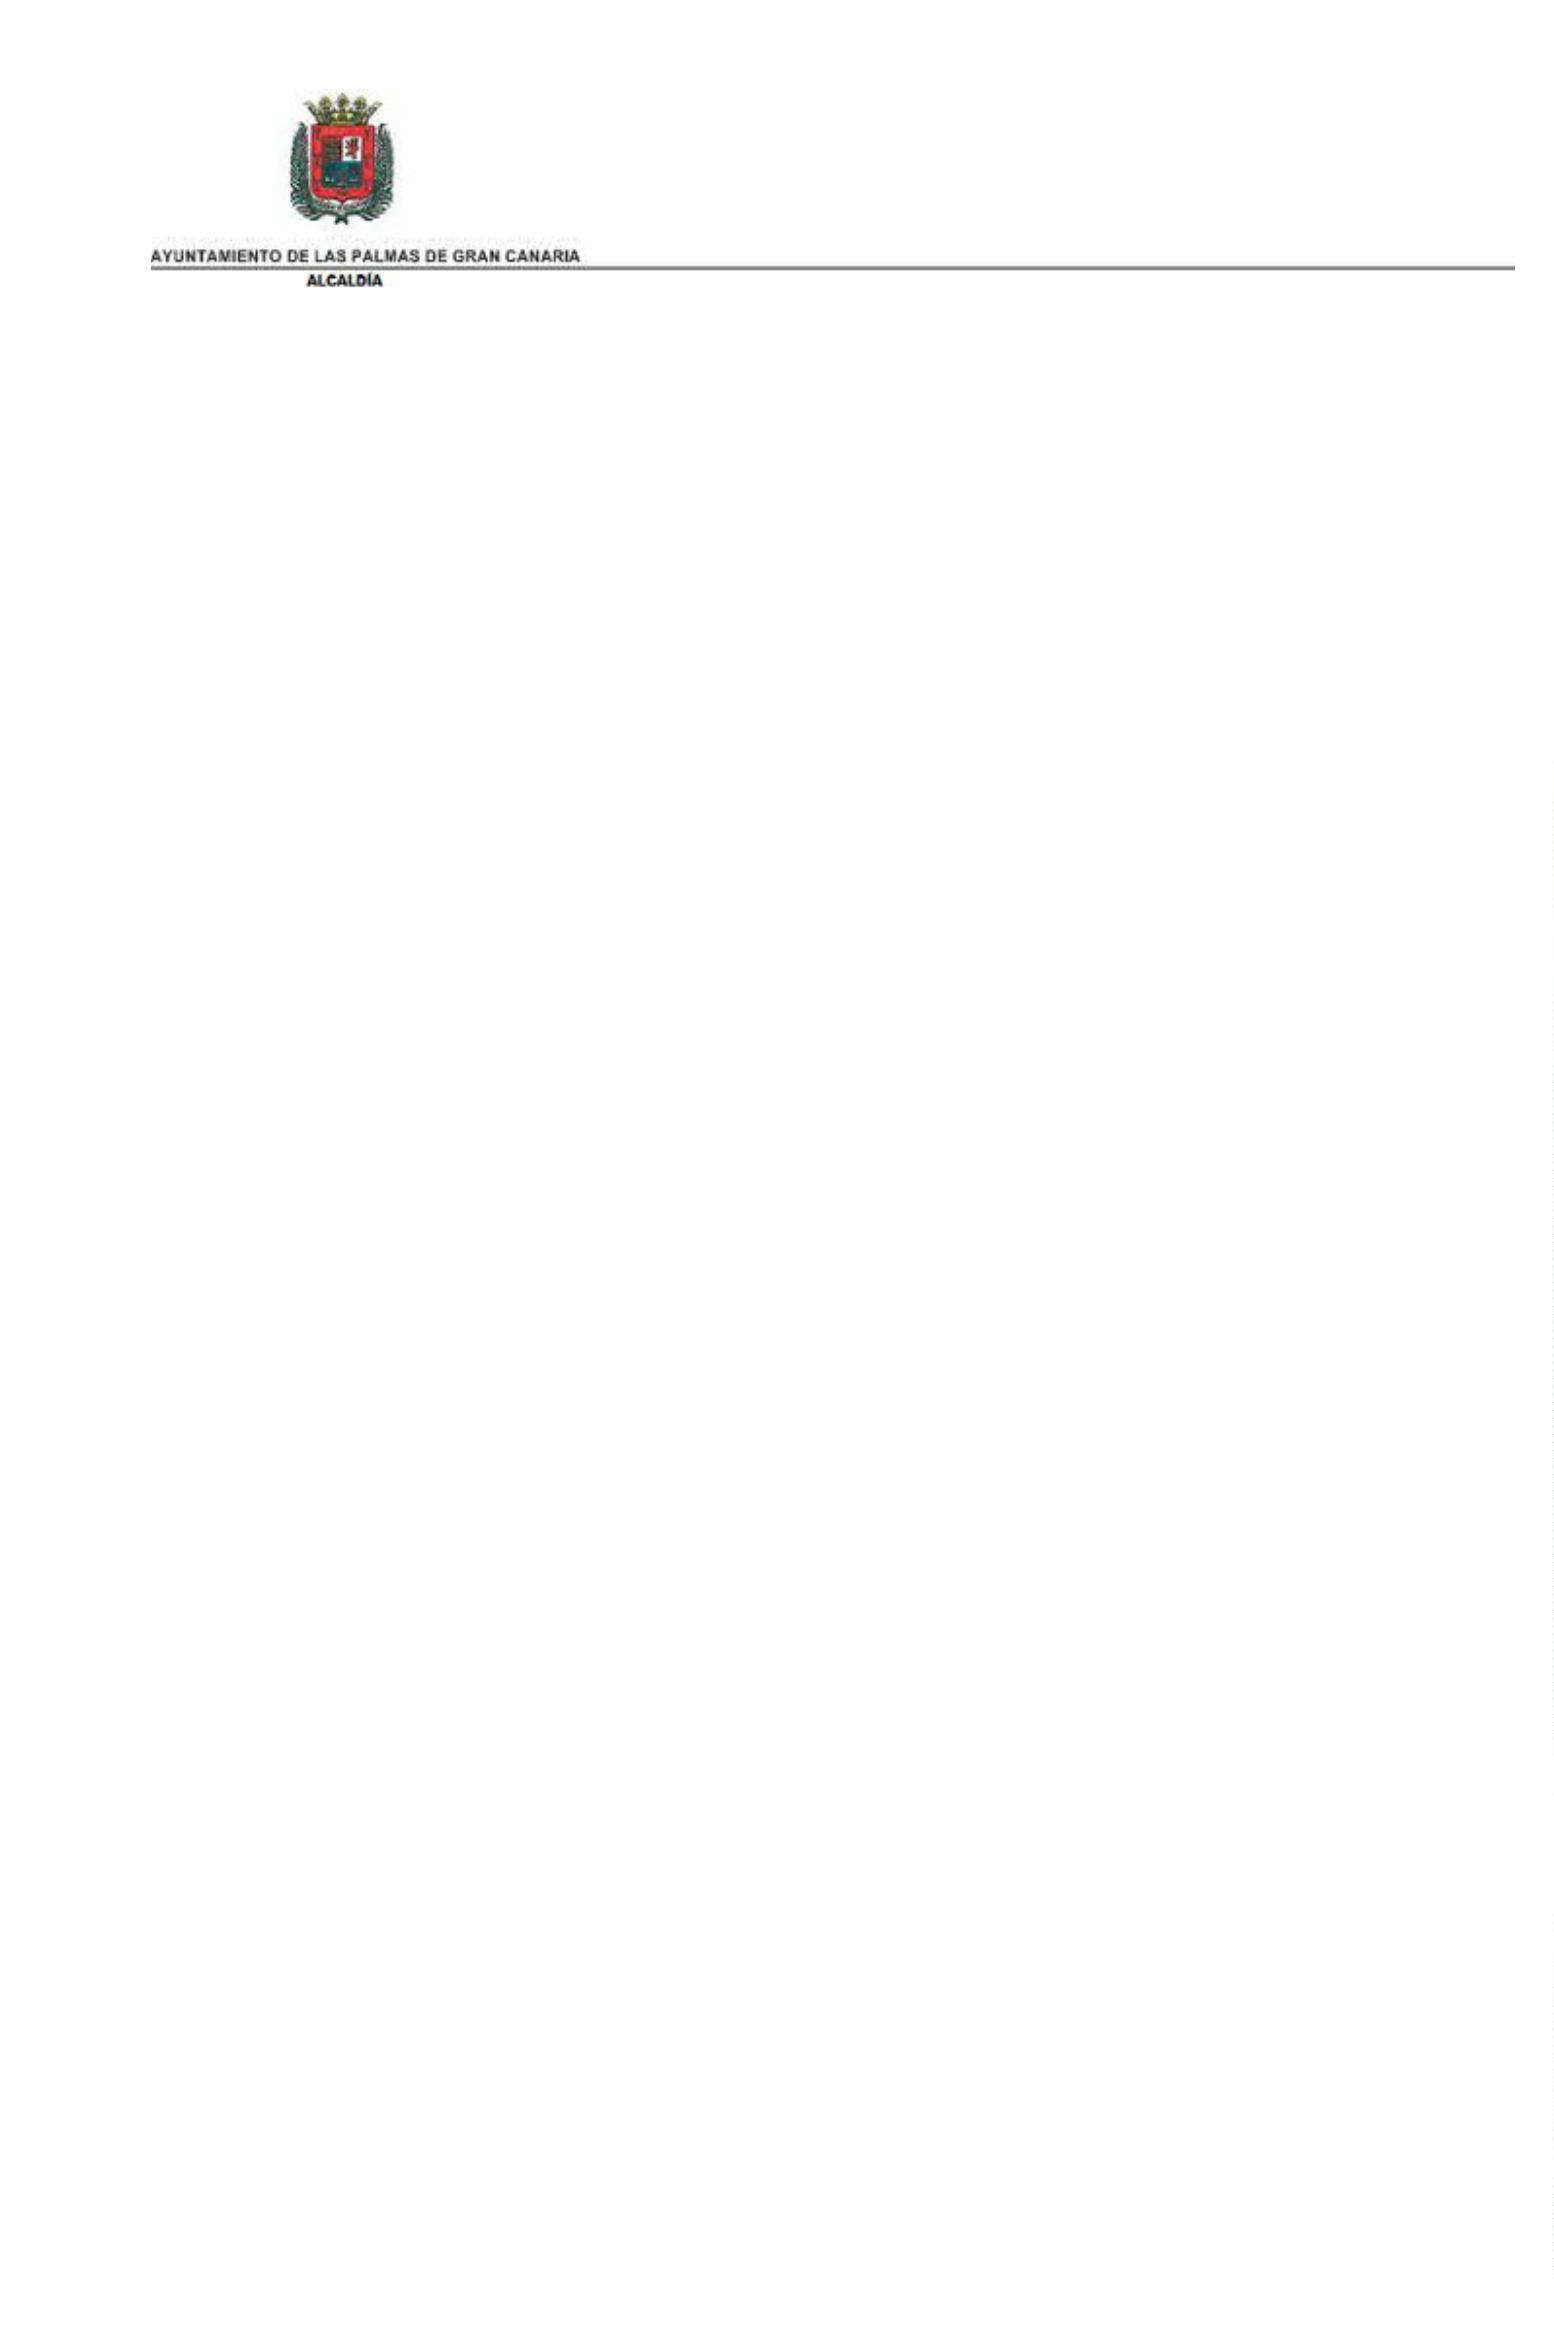 AYUNTAMIENTO DE LAS PALMAS DE GRAN CANARIA
ALCALDÍA